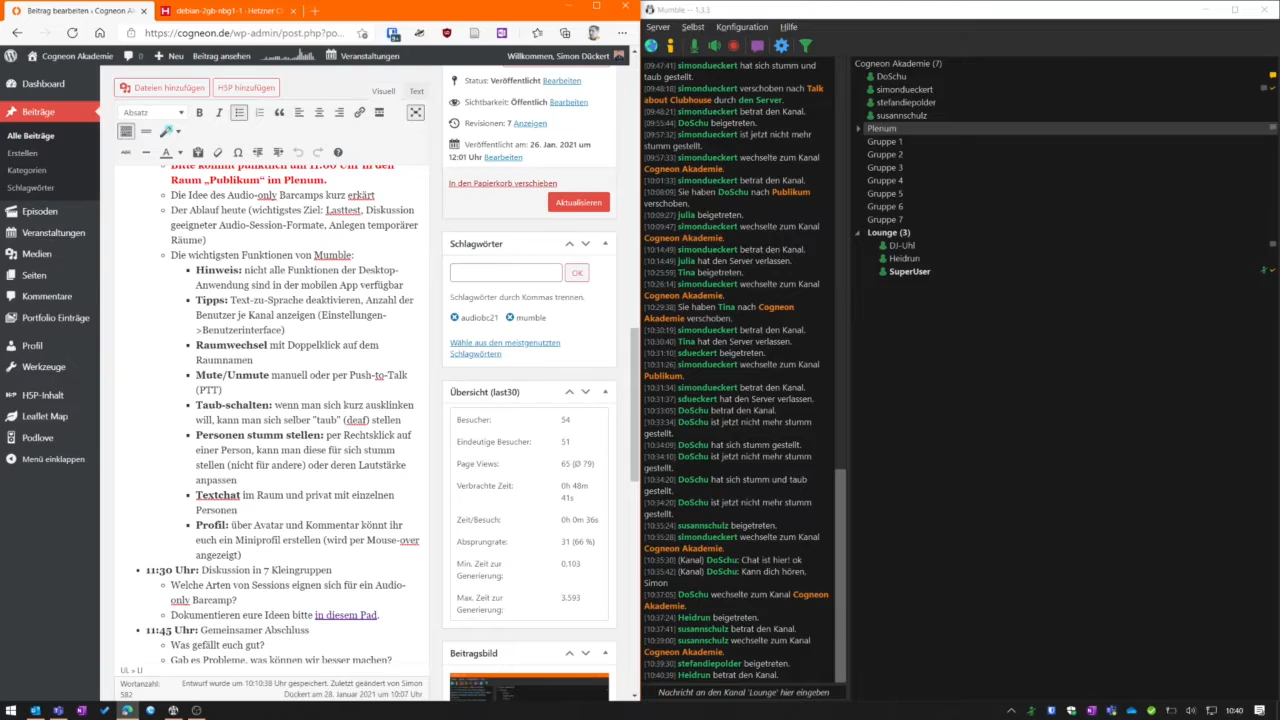 Beitrag bearbeiten ‹ Cogneon A
debian-2gb-nbg1-1 - Hetzner Cl
https://cogneon.de/wp-admin/post.php?po...
Cogneon Akademie
0
Neu
Beitrag ansehen
Veranstaltungen
Willkommen, Simon Dückert
Dashboard
Beiträge
Alle Beiträge
Erstellen
Kategorien
Schlagwörter
Episoden
Veranstaltungen
Medien
Seiten
Kommentare
Portfolio Einträge
Profil
Werkzeuge
H5P-Inhalt
Leaflet Map
Podlove
Menü einklappen
Dateien hinzufügen
H5P hinzufügen
Visuell
Text
Absatz
Bitte kommt pünktlich um 11:00 Uhr in den
Raum „Publikum“ im Plenum.
Die Idee des Audio-only Barcamps kurz erkärt
Der Ablauf heute (wichtigstes Ziel: Lasttest, Diskussion
geeigneter Audio-Session-Formate, Anlegen temporärer
Räume)
Die wichtigsten Funktionen von Mumble:
Hinweis: nicht alle Funktionen der Desktop-
Anwendung sind in der mobilen App verfügbar
Tipps: Text-zu-Sprache deaktivieren, Anzahl der
Benutzer je Kanal anzeigen (Einstellungen-
>Benutzerinterface)
Raumwechsel mit Doppelklick auf dem
Raumnamen
Mute/Unmute manuell oder per Push-to-Talk
(PTT)
Taub-schalten: wenn man sich kurz ausklinken
will, kann man sich selber "taub" (deaf) stellen
Personen stumm stellen: per Rechtsklick auf
einer Person, kann man diese für sich stumm
stellen (nicht für andere) oder deren Lautstärke
anpassen
Textchat im Raum und privat mit einzelnen
Personen
Profil: über Avatar und Kommentar könnt ihr
euch ein Miniprofil erstellen (wird per Mouse-over
angezeigt)
11:30 Uhr: Diskussion in 7 Kleingruppen
Welche Arten von Sessions eignen sich für ein Audio-
only Barcamp?
Dokumentieren eure Ideen bitte in diesem Pad.
11:45 Uhr: Gemeinsamer Abschluss
Was gefällt euch gut?
Gab es Probleme, was können wir besser machen?
UL » LI
Wortanzahl:
582
Entwurf wurde um 10:10:38 Uhr gespeichert. Zuletzt geändert von Simon
Dückert am 28. Januar 2021 um 10:07 Uhr
Status: Veröffentlicht Bearbeiten
Sichtbarkeit: Öffentlich Bearbeiten
Revisionen: 7 Anzeigen
Veröffentlicht am: 26. Jan. 2021 um
12:01 Uhr Bearbeiten
In den Papierkorb verschieben
Aktualisieren
Schlagwörter
OK
Schlagwörter durch Kommas trennen.
audiobc21
mumble
Wähle aus den meistgenutzten
Schlagwörtern
Übersicht (last30)
Besucher: 54
Eindeutige Besucher: 51
Page Views: 65 (Ø 79)
Verbrachte Zeit: 0h 48m
41s
Zeit/Besuch: 0h 0m 36s
Absprungrate: 31 (66 %)
Min. Zeit zur
Generierung:
0.103
Max. Zeit zur
Generierung:
3.593
Beitragsbild
Mumble -- 1.3.3
Server Selbst Konfiguration Hilfe
[09:47:41] simondueckert hat sich stumm und
taub gestellt.
[09:48:18] simondueckert verschoben nach Talk
about Clubhouse durch den Server.
[09:48:21] simondueckert betrat den Kanal.
[09:55:44] DoSchu beigetreten.
[09:57:32] simondueckert ist jetzt nicht mehr
stumm gestellt.
[09:57:33] simondueckert wechselte zum Kanal
Cogneon Akademie.
[10:01:33] simondueckert betrat den Kanal.
[10:08:09] Sie haben DoSchu nach Publikum
verschoben.
[10:09:27] julia beigetreten.
[10:09:47] simondueckert wechselte zum Kanal
Cogneon Akademie.
[10:14:49] simondueckert betrat den Kanal.
[10:14:49] julia hat den Server verlassen.
[10:25:59] Tina beigetreten.
[10:26:14] simondueckert wechselte zum Kanal
Cogneon Akademie.
[10:29:38] Sie haben Tina nach Cogneon
Akademie verschoben.
[10:30:19] simondueckert betrat den Kanal.
[10:30:40] Tina hat den Server verlassen.
[10:31:10] sdueckert beigetreten.
[10:31:26] simondueckert wechselte zum Kanal
Publikum.
[10:31:34] simondueckert betrat den Kanal.
[10:31:37] sdueckert hat den Server verlassen.
[10:33:05] DoSchu betrat den Kanal.
[10:33:34] DoSchu ist jetzt nicht mehr stumm
gestellt.
[10:34:09] DoSchu hat sich stumm gestellt.
[10:34:10] DoSchu ist jetzt nicht mehr stumm
gestellt.
[10:34:20] DoSchu hat sich stumm und taub
gestellt.
[10:34:20] DoSchu ist jetzt nicht mehr stumm
gestellt.
[10:35:24] susannschulz beigetreten.
[10:35:28] simondueckert wechselte zum Kanal
Cogneon Akademie.
[10:35:30] (Kanal) DoSchu: Chat ist hier! ok
[10:35:42] (Kanal) DoSchu: Kann dich hören,
Simon
[10:37:05] DoSchu wechselte zum Kanal Cogneon
Akademie.
[10:37:24] Heidrun beigetreten.
[10:37:41] susannschulz betrat den Kanal.
[10:39:00] susannschulz wechselte zum Kanal
Cogneon Akademie.
[10:39:30] stefandiepolder beigetreten.
[10:40:39] Heidrun betrat den Kanal.
Nachricht an den Kanal 'Lounge' hier eingeben
Cogneon Akademie (7)
DoSchu
simondueckert
stefandiepolder
susannschulz
Plenum
Gruppe 1
Gruppe 2
Gruppe 3
Gruppe 4
Gruppe 5
Gruppe 6
Gruppe 7
Lounge (3)
DJ-Uhl
Heidrun
SuperUser
10:40